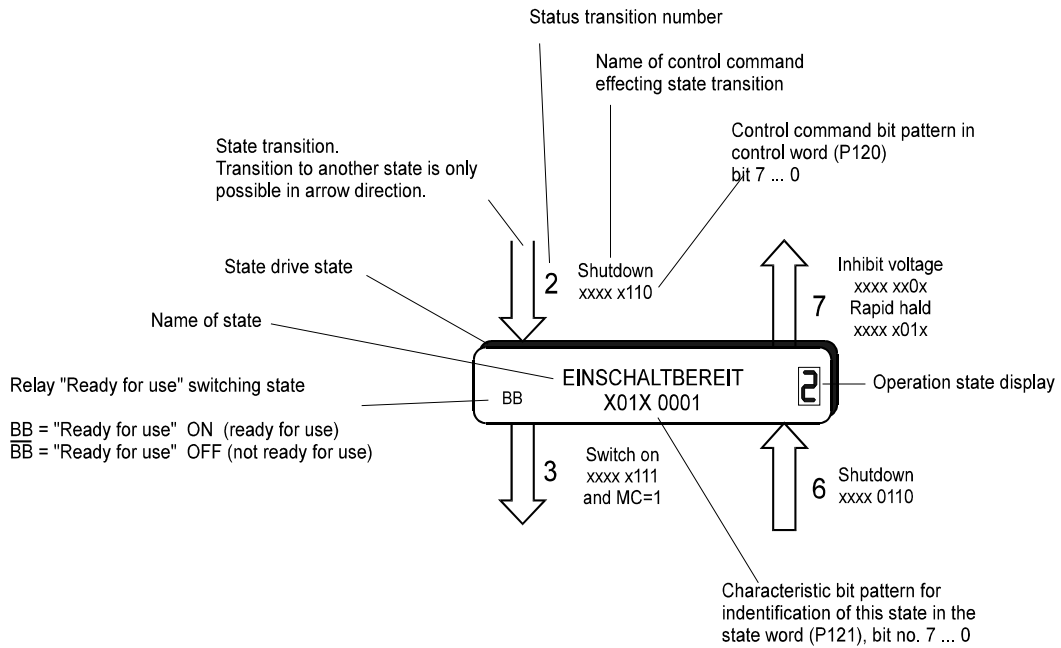 Status transition number
Name of control command
effecting state transition
Control command bit pattern in
control word (P120)
bit 7 ... 0
State transition.
Transition to another state is only
possible in arrow direction.
State drive state
2
Shutdown
xxxx x110
7
Inhibit voltage
xxxx xx0x
Rapid hald
xxxx x01x
Name of state
Relay "Ready for use" switching state
BB = "Ready for use" ON (ready for use)
B̅B̅ = "Ready for use" OFF (not ready for use)
BB
EINSCHALTBEREIT
X01X 0001
2
Operation state display
3
Switch on
xxxx x111
and MC=1
6
Shutdown
xxxx 0110
Characteristic bit pattern for
indentification of this state in the
state word (P121), bit no. 7 ... 0